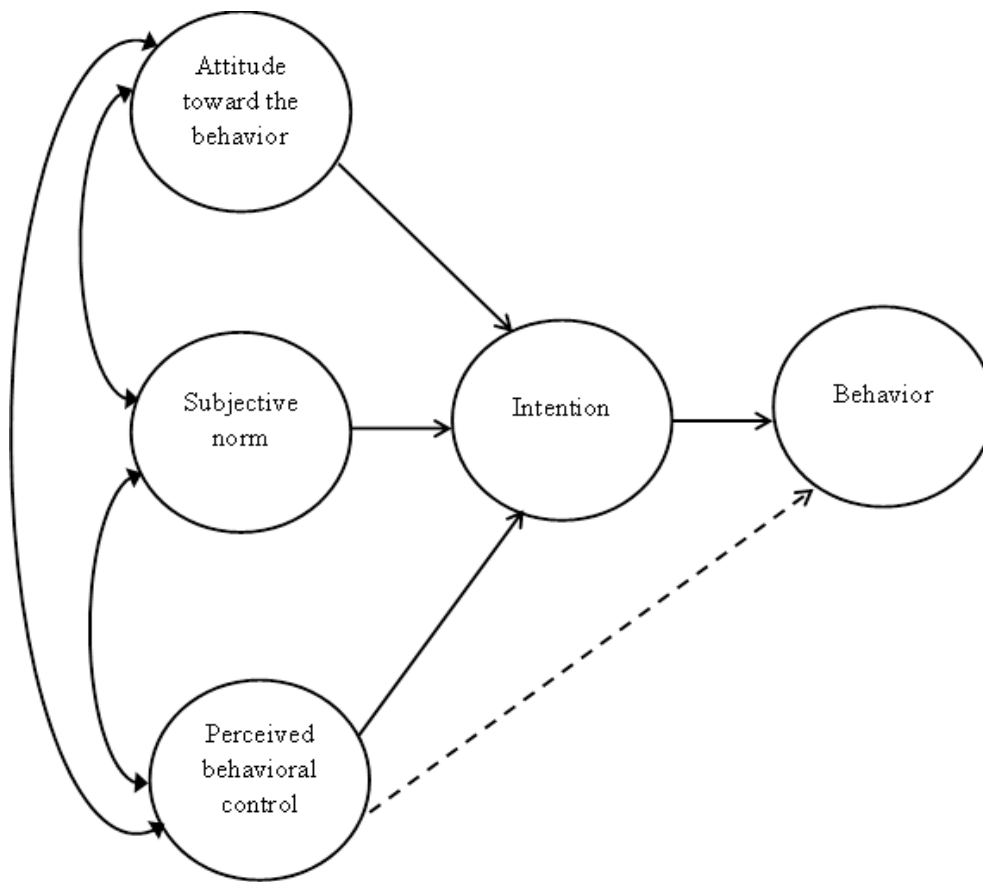 Attitude
toward the
behavior
Subjective
norm
Intention
Behavior
Perceived
behavioral
control